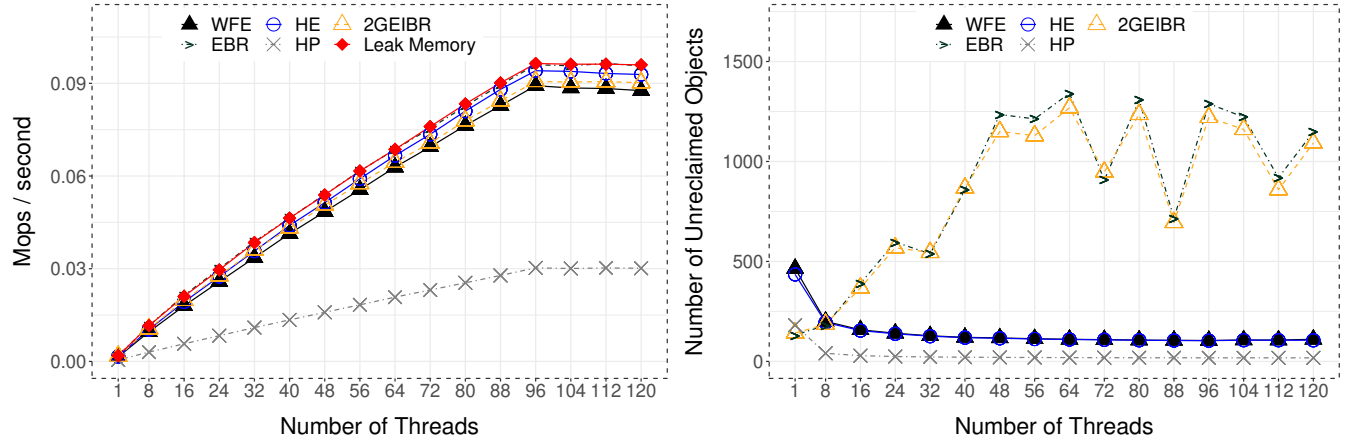 WFE HE 2GEIBR
EBR HP Leak Memory
Mops / second
0.09
0.06
0.03
0.00
1 8 16 24 32 40 48 56 64 72 80 88 96 104 112 120
Number of Threads
WFE HE 2GEIBR
EBR HP
Number of Unreclaimed Objects
1500
1000
500
0
1 8 16 24 32 40 48 56 64 72 80 88 96 104 112 120
Number of Threads